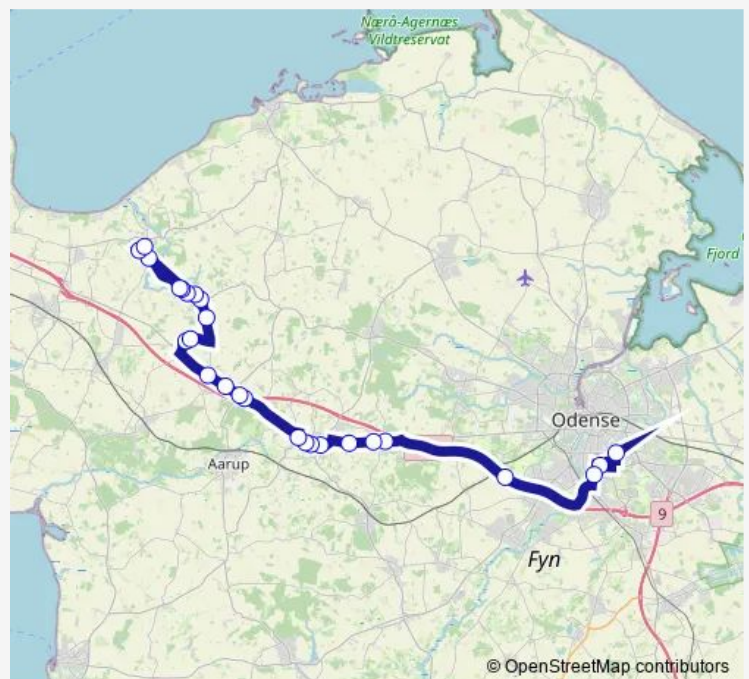 Nærå-Agernæs
Vildtreservat
Fjord
Odense
Aarup
9
Fyn
© OpenStreetMap contributors